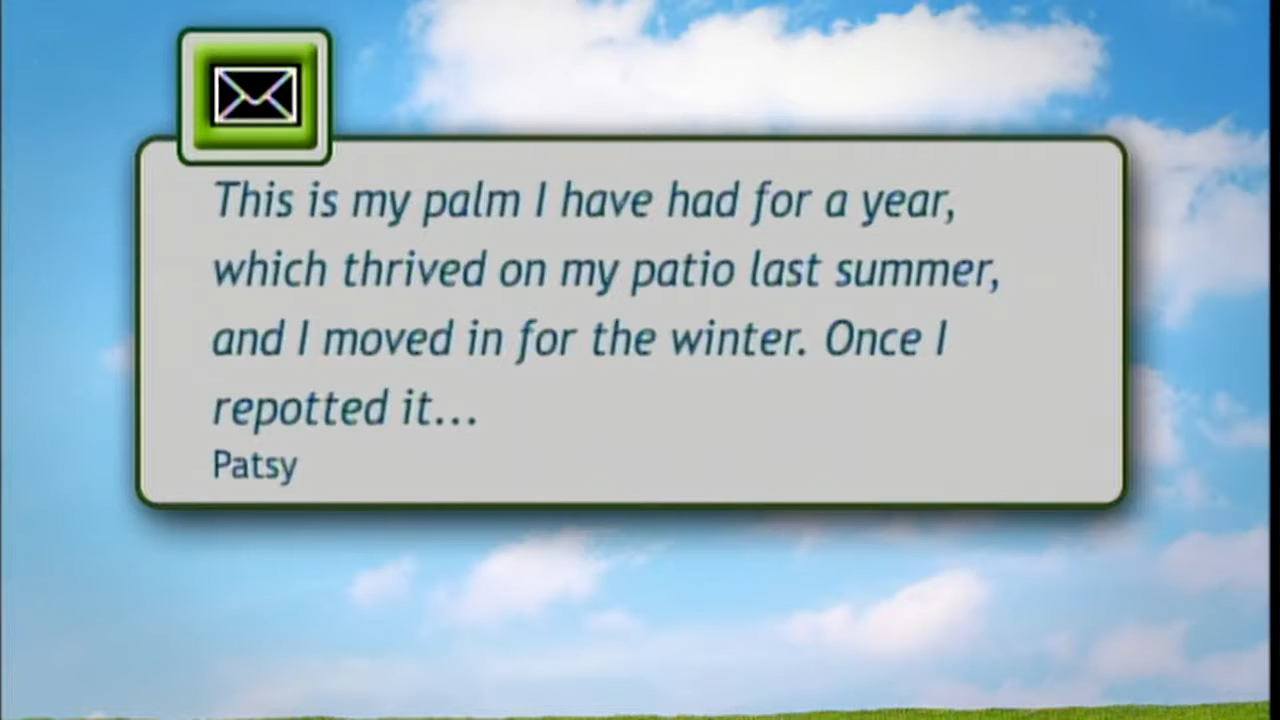 This is my palm I have had for a year,
which thrived on my patio last summer,
and I moved in for the winter. Once I
repotted it...
Patsy